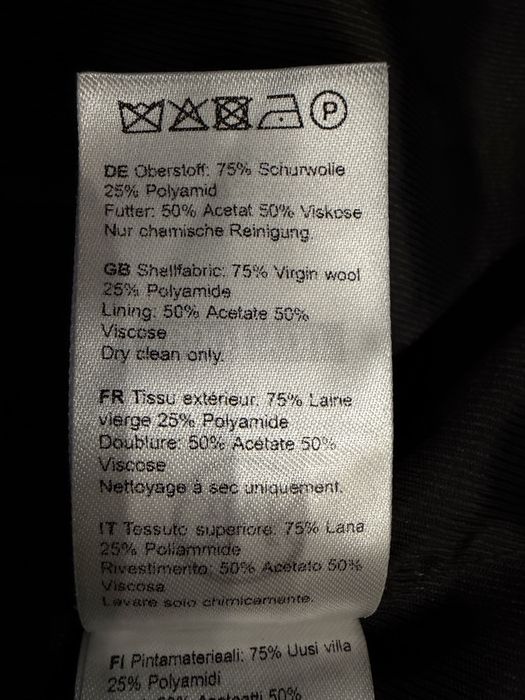 P
DE Oberstoff: 75% Schurwolle
25% Polyamid
Futter: 50% Acetat 50% Viskose
Nur chemische Reinigung.
GB Shellfabric: 75% Virgin wool
25% Polyamide
Lining: 50% Acetate 50%
Viscose
Dry clean only.
FR Tissu extérieur: 75% Laine
vierge 25% Polyamide
Doublure: 50% Acétate 50%
Viscose
Nettoyage à sec uniquement.
IT Tessuto superiore: 75% Lana
25% Poliammide
Rivestimento: 50% Acetato 50%
Viscosa
Lavare solo chimicamente.
FI Pintamateriaali: 75% Uusi villa
25% Polyamidi
50%